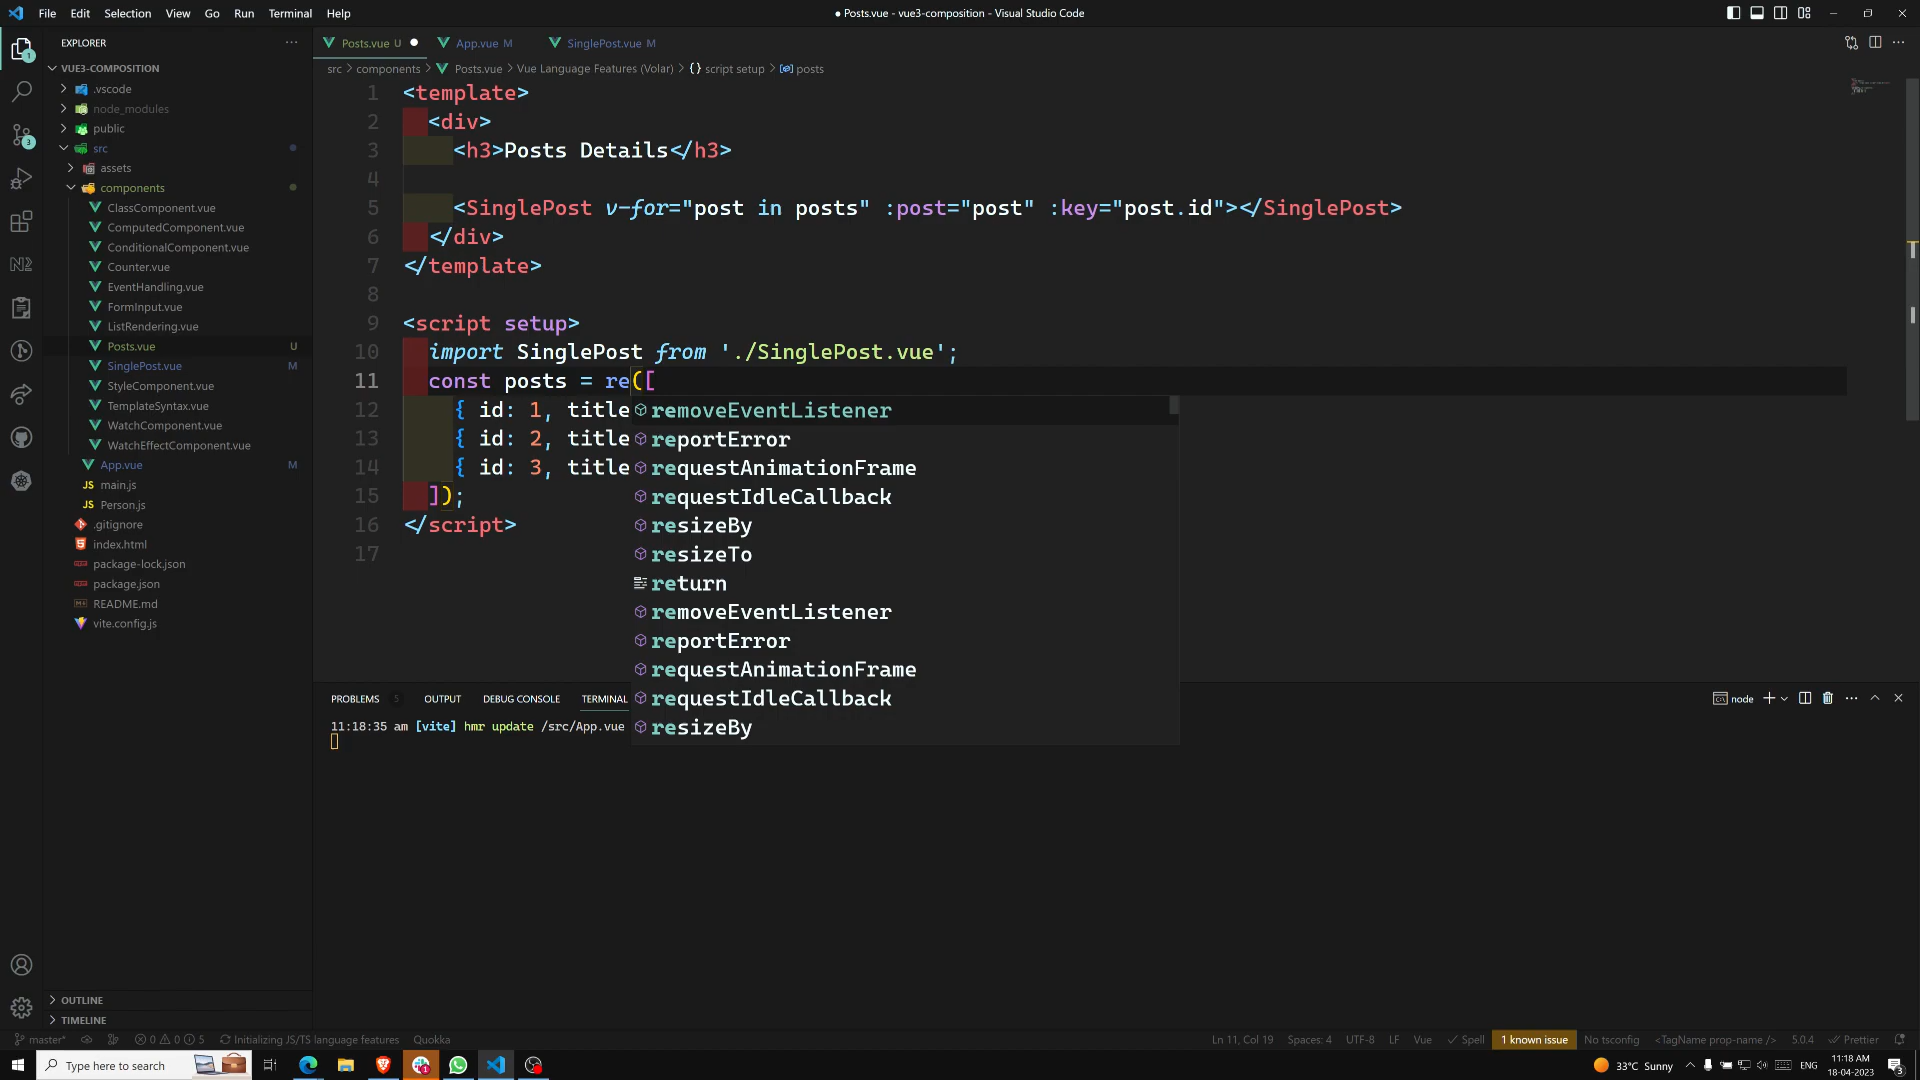 File Edit Selection View Go Run Terminal Help
● Posts.vue - vue3-composition - Visual Studio Code
EXPLORER
VUE3-COMPOSITION
.vscode
node_modules
public
src
assets
components
ClassComponent.vue
ComputedComponent.vue
ConditionalComponent.vue
Counter.vue
EventHandling.vue
FormInput.vue
ListRendering.vue
Posts.vue U
SinglePost.vue M
StyleComponent.vue
TemplateSyntax.vue
WatchComponent.vue
WatchEffectComponent.vue
App.vue M
main.js
Person.js
.gitignore
index.html
package-lock.json
package.json
README.md
vite.config.js
OUTLINE
TIMELINE
Posts.vue U App.vue M SinglePost.vue M
src > components > Posts.vue > Vue Language Features (Volar) > {} script setup > posts
1 <template>
2 <div>
3 <h3>Posts Details</h3>
4
5 <SinglePost v-for="post in posts" :post="post" :key="post.id"></SinglePost>
6 </div>
7 </template>
8
9 <script setup>
10 import SinglePost from './SinglePost.vue';
11 const posts = re([
12 { id: 1, title
13 { id: 2, title
14 { id: 3, title
15 ]);
16 </script>
17
removeEventListener
reportError
requestAnimationFrame
requestIdleCallback
resizeBy
resizeTo
return
removeEventListener
reportError
requestAnimationFrame
requestIdleCallback
resizeBy
PROBLEMS 5 OUTPUT DEBUG CONSOLE TERMINAL
node
11:18:35 am [vite] hmr update /src/App.vue
master* 0 0 5 Initializing JS/TS language features Quokka
Ln 11, Col 19 Spaces: 4 UTF-8 LF Vue Spell 1 known issue No tsconfig <TagName prop-name /> 5.0.4 Prettier
Type here to search
33°C Sunny ENG 11:18 AM
18-04-2023